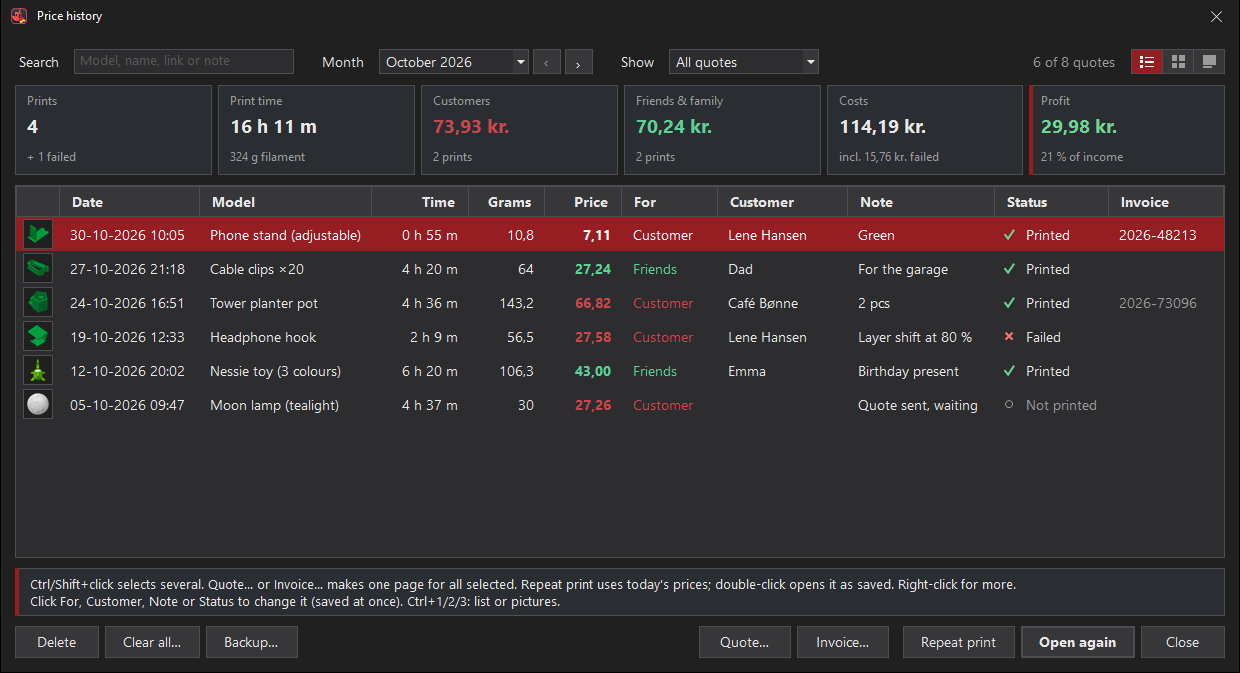 Price history
Search Model, name, link or note Month October 2026 ‹ › Show All quotes 6 of 8 quotes
Prints Print time Customers Friends & family Costs Profit
4 16 h 11 m 73,93 kr. 70,24 kr. 114,19 kr. 29,98 kr.
+ 1 failed 324 g filament 2 prints 2 prints incl. 15,76 kr. failed 21 % of income
Date Model Time Grams Price For Customer Note Status Invoice
30-10-2026 10:05 Phone stand (adjustable) 0 h 55 m 10,8 7,11 Customer Lene Hansen Green ✓ Printed 2026-48213
27-10-2026 21:18 Cable clips ×20 4 h 20 m 64 27,24 Friends Dad For the garage ✓ Printed
24-10-2026 16:51 Tower planter pot 4 h 36 m 143,2 66,82 Customer Café Bønne 2 pcs ✓ Printed 2026-73096
19-10-2026 12:33 Headphone hook 2 h 9 m 56,5 27,58 Customer Lene Hansen Layer shift at 80 % × Failed
12-10-2026 20:02 Nessie toy (3 colours) 6 h 20 m 106,3 43,00 Friends Emma Birthday present ✓ Printed
05-10-2026 09:47 Moon lamp (tealight) 4 h 37 m 30 27,26 Customer Quote sent, waiting ○ Not printed
Ctrl/Shift+click selects several. Quote... or Invoice... makes one page for all selected. Repeat print uses today's prices; double-click opens it as saved. Right-click for more.
Click For, Customer, Note or Status to change it (saved at once). Ctrl+1/2/3: list or pictures.
Delete Clear all... Backup... Quote... Invoice... Repeat print Open again Close